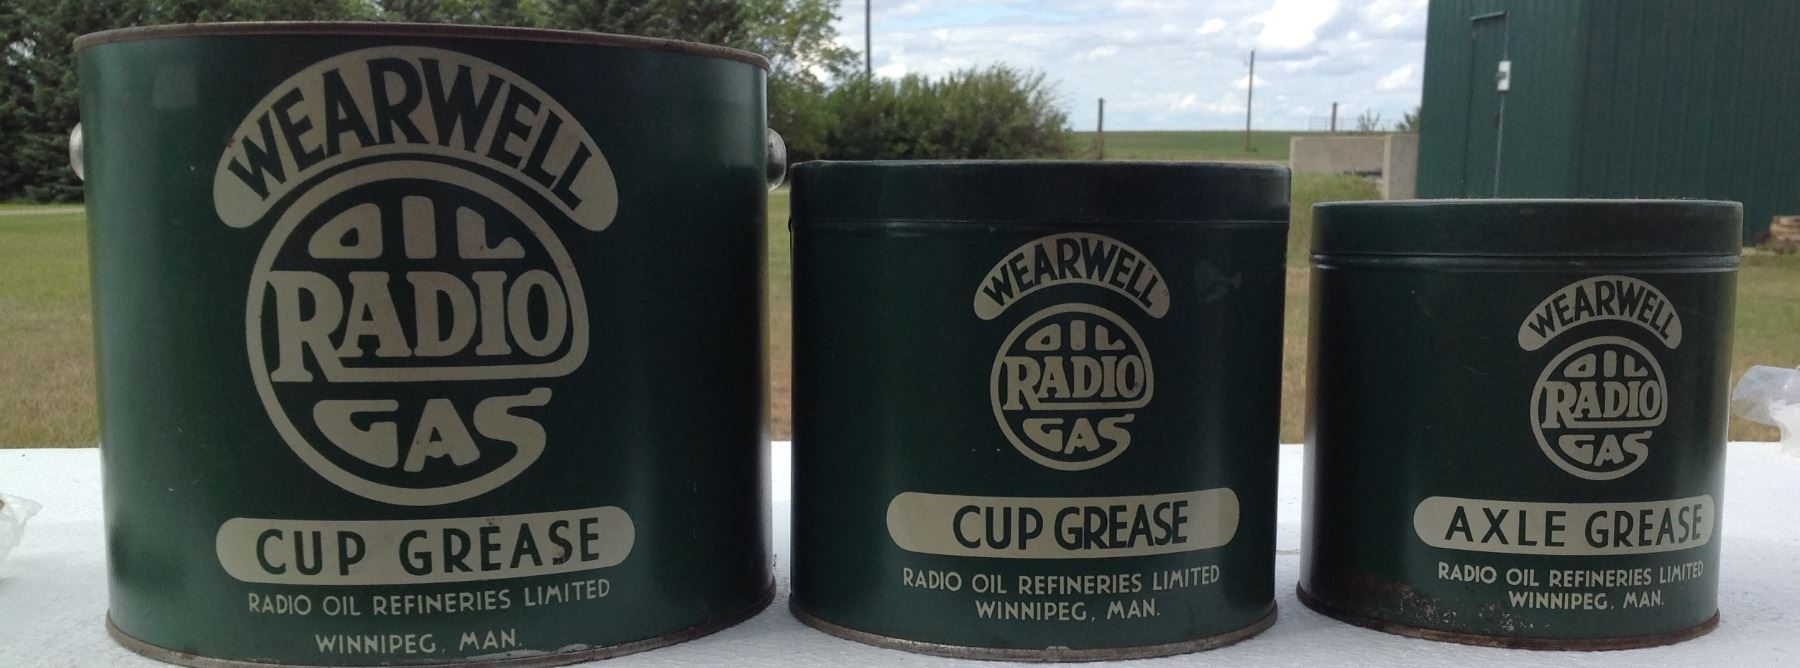 WEARWELL
OIL
RADIO
GAS
CUP GREASE
RADIO OIL REFINERIES LIMITED
WINNIPEG, MAN.
WEARWELL
OIL
RADIO
GAS
CUP GREASE
RADIO OIL REFINERIES LIMITED
WINNIPEG, MAN.
WEARWELL
OIL
RADIO
GAS
AXLE GREASE
RADIO OIL REFINERIES LIMITED
WINNIPEG, MAN.